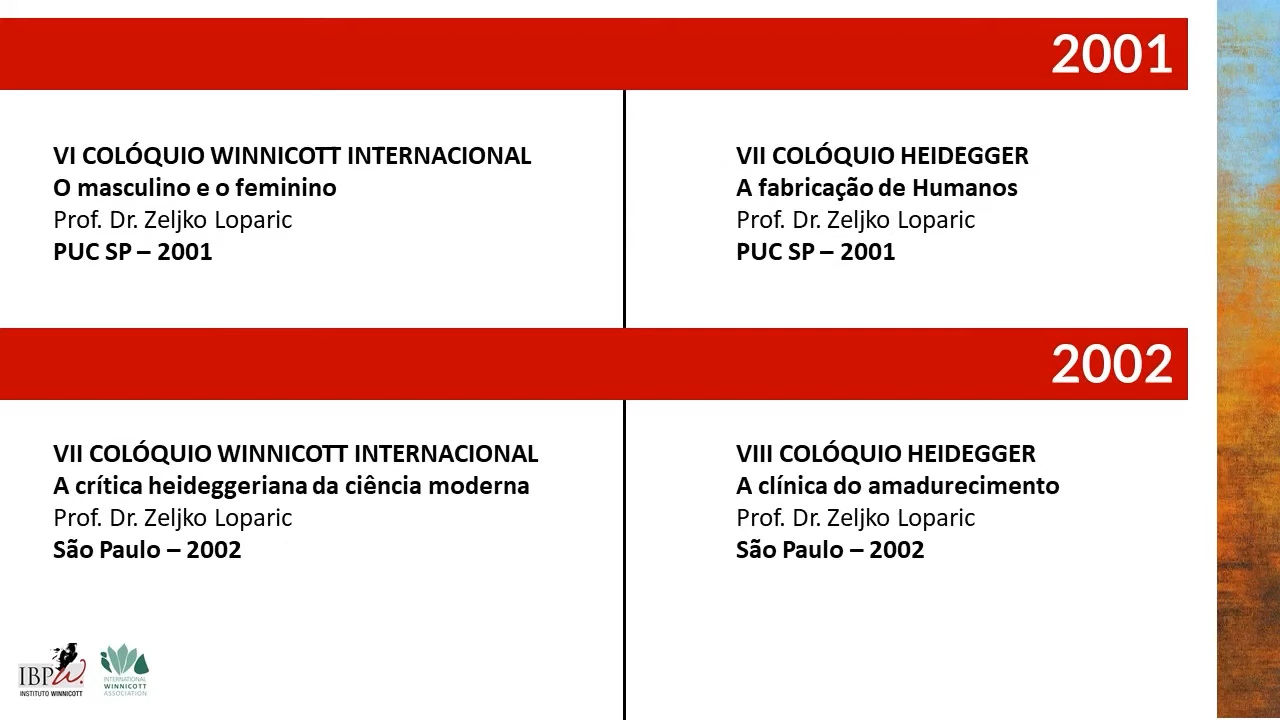 2001
VI COLÓQUIO WINNICOTT INTERNACIONAL
O masculino e o feminino
Prof. Dr. Zeljko Loparic
PUC SP – 2001
VII COLÓQUIO HEIDEGGER
A fabricação de Humanos
Prof. Dr. Zeljko Loparic
PUC SP – 2001
2002
VII COLÓQUIO WINNICOTT INTERNACIONAL
A crítica heideggeriana da ciência moderna
Prof. Dr. Zeljko Loparic
São Paulo – 2002
VIII COLÓQUIO HEIDEGGER
A clínica do amadurecimento
Prof. Dr. Zeljko Loparic
São Paulo – 2002
IBPW.
INSTITUTO WINNICOTT
INTERNATIONAL
WINNICOTT
ASSOCIATION